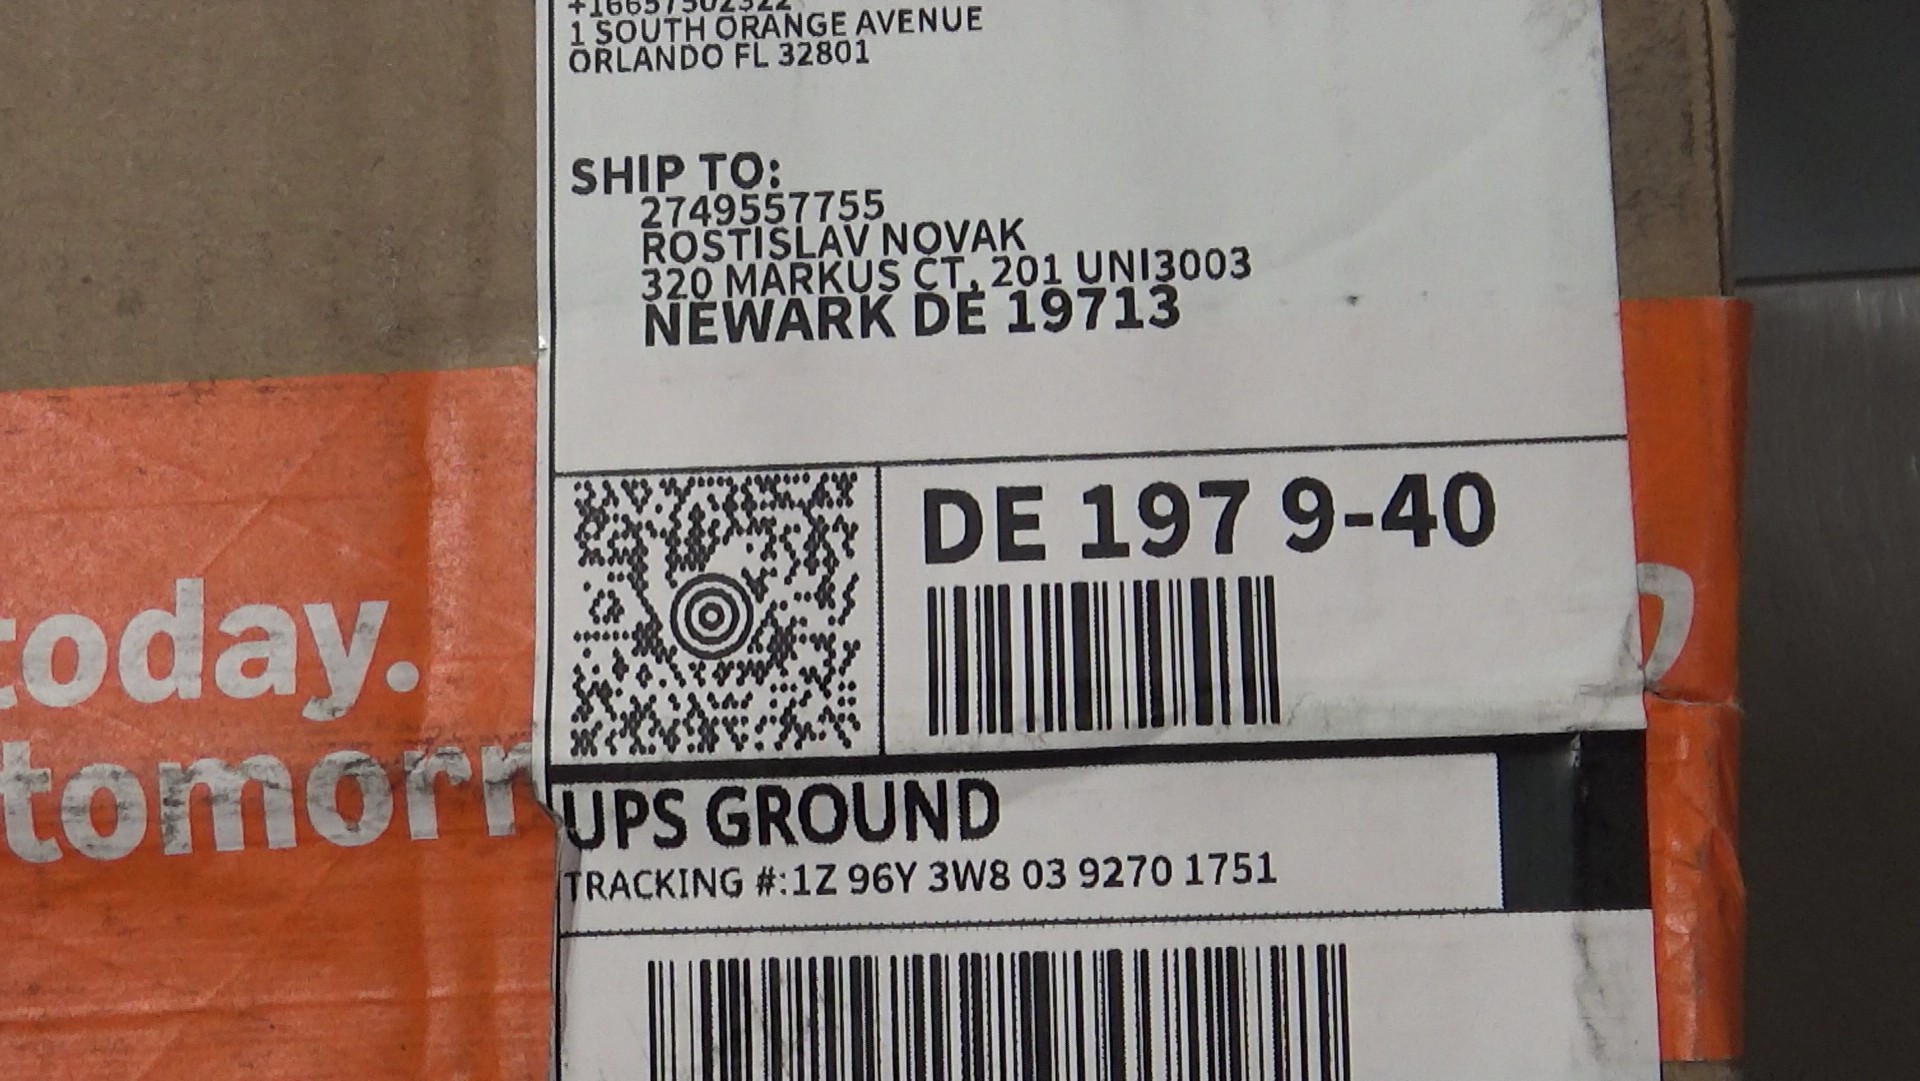 1 SOUTH ORANGE AVENUE
ORLANDO FL 32801
SHIP TO:
2749557755
ROSTISLAV NOVAK
320 MARKUS CT, 201 UNI3003
NEWARK DE 19713
DE 197 9-40
UPS GROUND
TRACKING #:1Z 96Y 3W8 03 9270 1751
today.
tomorr